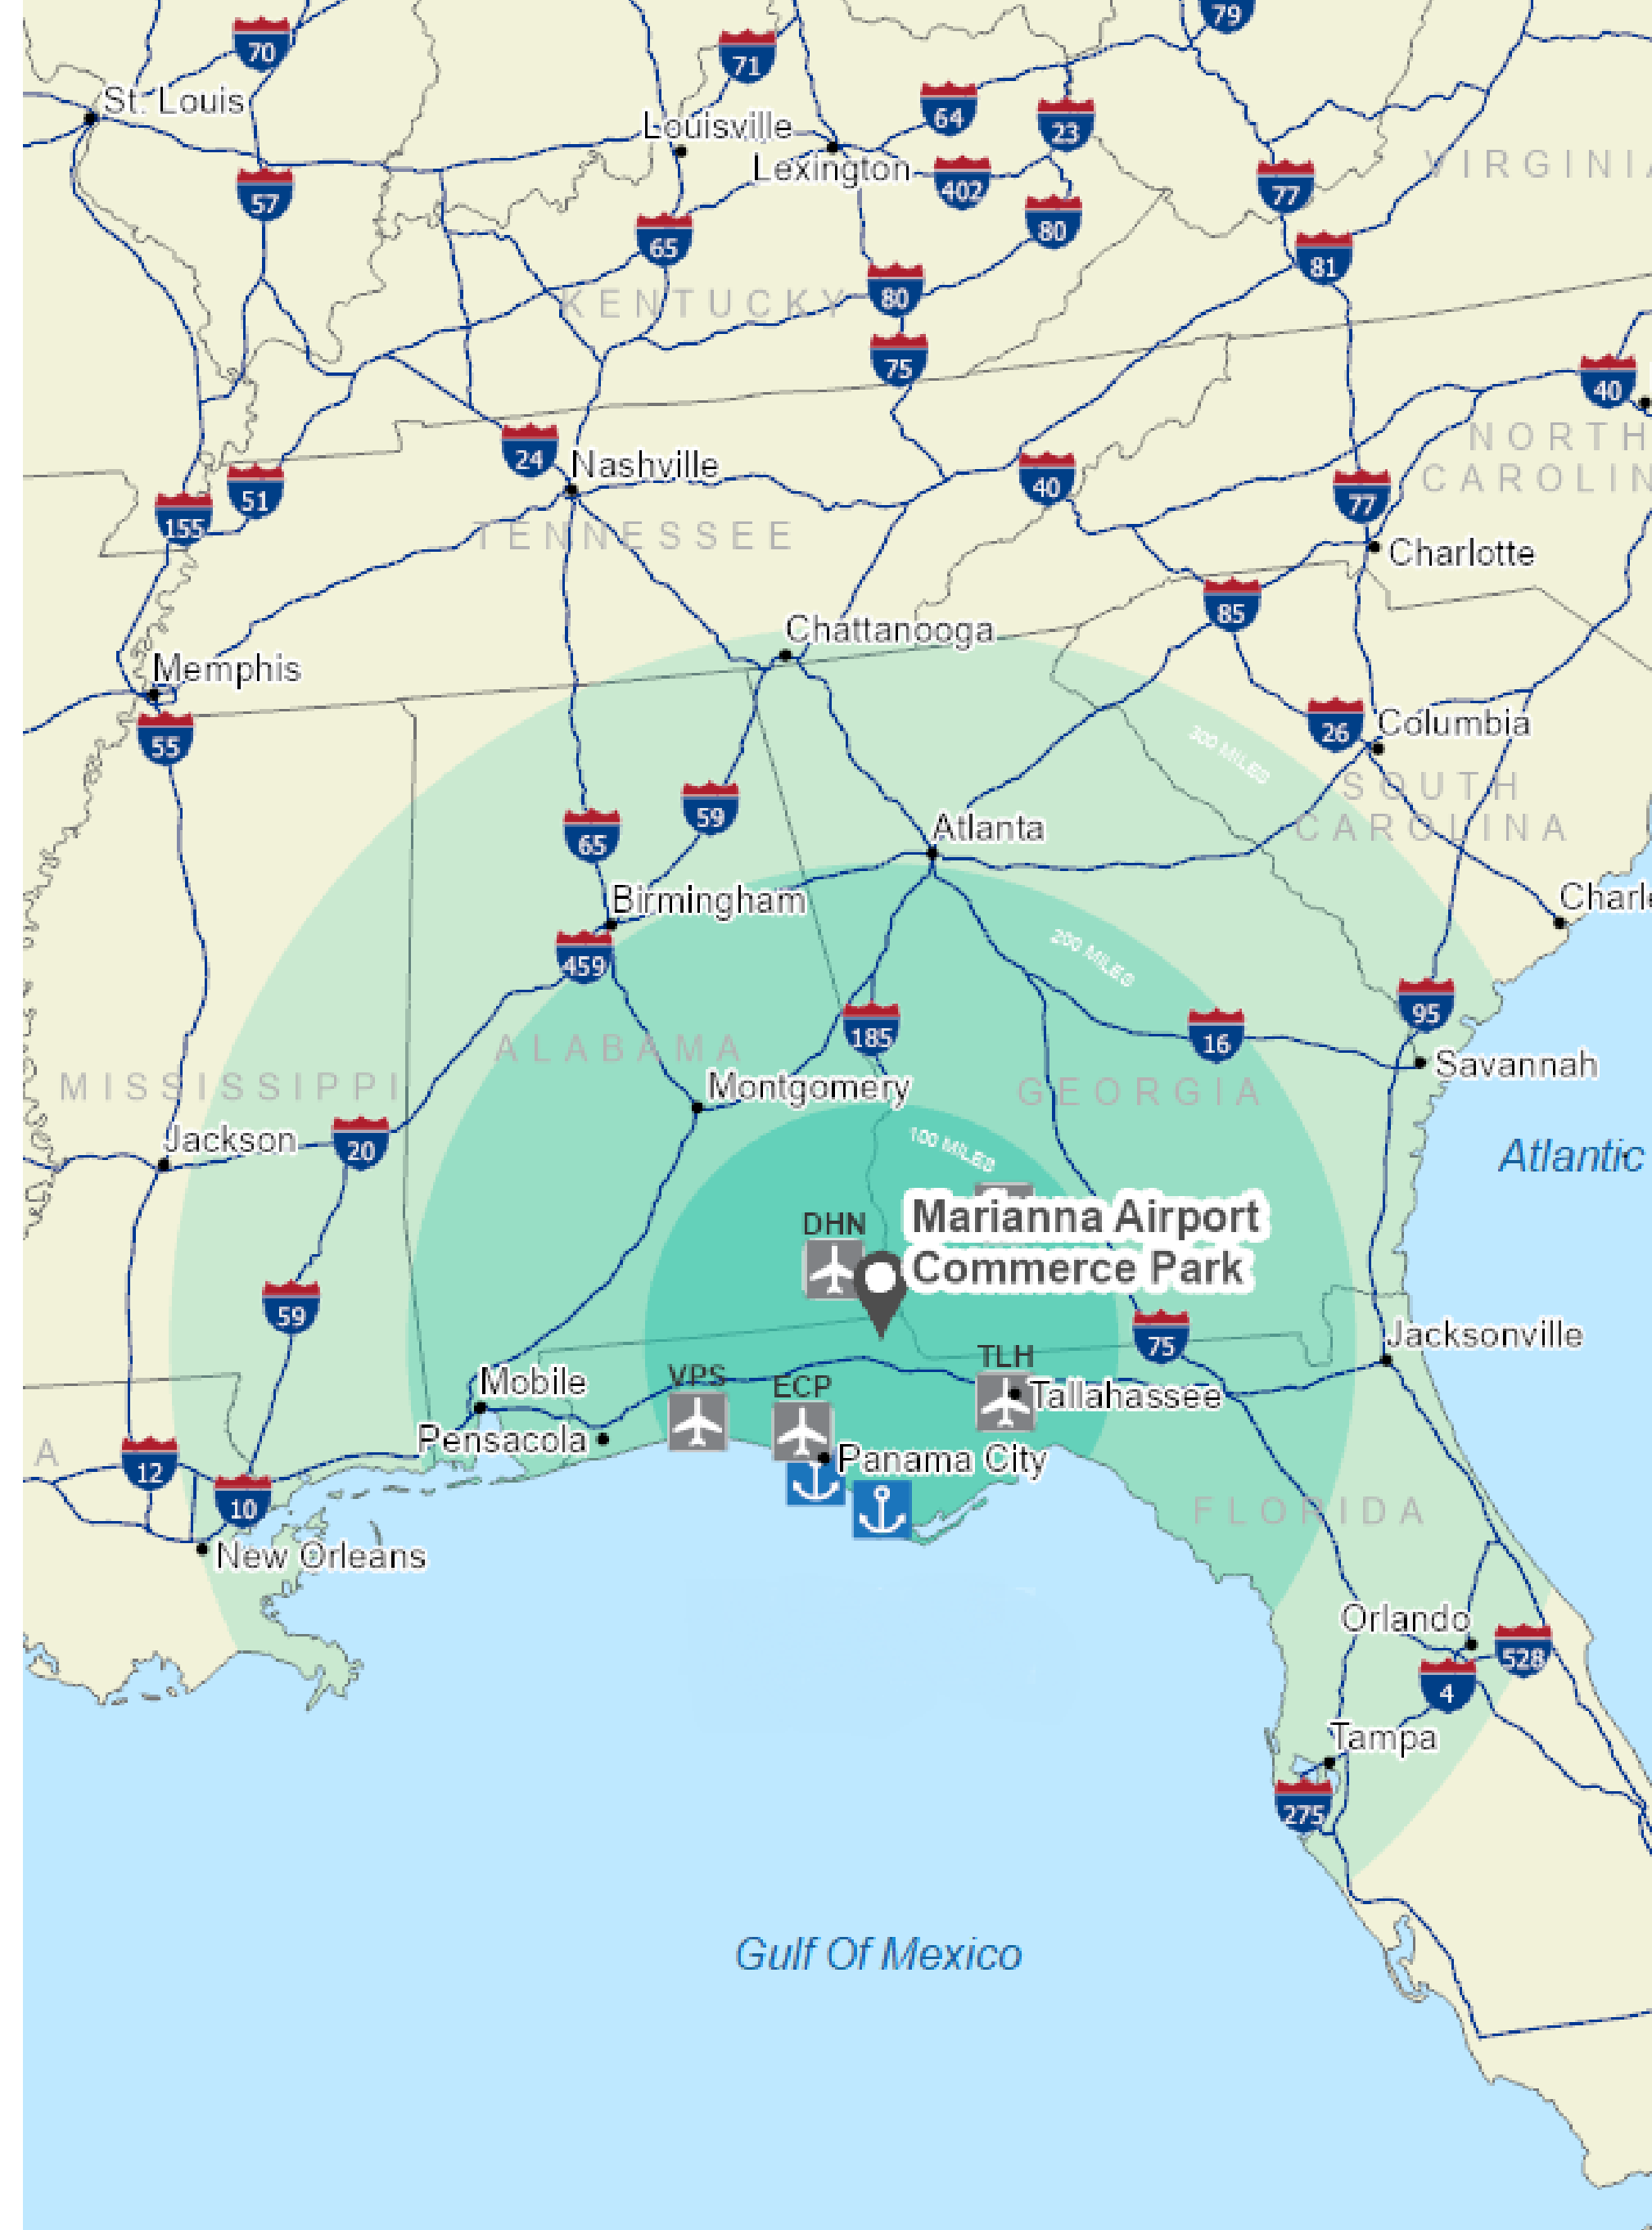 79
70
71
St. Louis
64
Louisville
23
Lexington
VIRGINIA
402
77
57
80
65
81
KENTUCKY
80
75
40
NORTH
CAROLIN
24
Nashville
40
51
77
155
TENNESSEE
Charlotte
85
Chattanooga
Memphis
55
26
Columbia
300 MILES
SOUTH
CAROLINA
59
65
Atlanta
Birmingham
Charl
459
200 MILES
95
185
16
ALABAMA
Savannah
MISSISSIPPI
Montgomery
GEORGIA
Jackson
20
100 MILES
Atlantic
DHN
Marianna Airport
Commerce Park
59
75
Jacksonville
TLH
VPS
ECP
Mobile
Tallahassee
Pensacola
Panama City
A
12
10
FLORIDA
New Orleans
Orlando
528
4
Tampa
275
Gulf Of Mexico